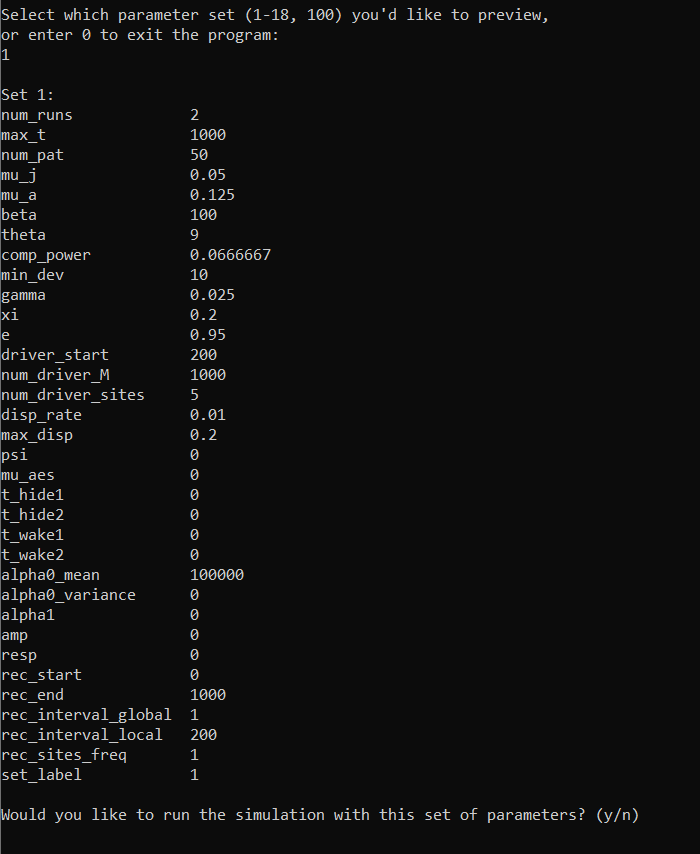 Select which parameter set (1-18, 100) you'd like to preview,
or enter 0 to exit the program:
1
Set 1:
num_runs 2
max_t 1000
num_pat 50
mu_j 0.05
mu_a 0.125
beta 100
theta 9
comp_power 0.0666667
min_dev 10
gamma 0.025
xi 0.2
e 0.95
driver_start 200
num_driver_M 1000
num_driver_sites 5
disp_rate 0.01
max_disp 0.2
psi 0
mu_aes 0
t_hide1 0
t_hide2 0
t_wake1 0
t_wake2 0
alpha0_mean 100000
alpha0_variance 0
alpha1 0
amp 0
resp 0
rec_start 0
rec_end 1000
rec_interval_global 1
rec_interval_local 200
rec_sites_freq 1
set_label 1
Would you like to run the simulation with this set of parameters? (y/n)